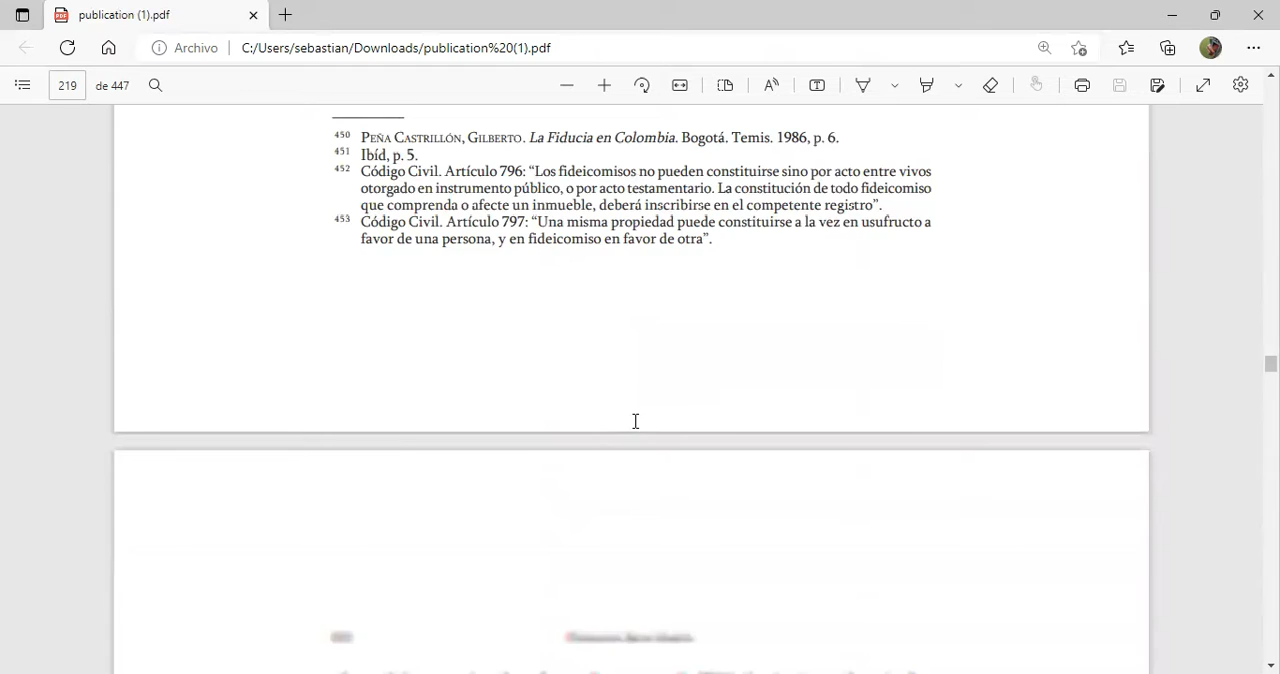 publication (1).pdf
Archivo
C:/Users/sebastian/Downloads/publication%20(1).pdf
219 de 447
450 PEÑA CASTRILLÓN, GILBERTO. La Fiducia en Colombia. Bogotá. Temis. 1986, p. 6.
451 Ibíd, p. 5.
452 Código Civil. Artículo 796: “Los fideicomisos no pueden constituirse sino por acto entre vivos
otorgado en instrumento público, o por acto testamentario. La constitución de todo fideicomiso
que comprenda o afecte un inmueble, deberá inscribirse en el competente registro”.
453 Código Civil. Artículo 797: “Una misma propiedad puede constituirse a la vez en usufructo a
favor de una persona, y en fideicomiso en favor de otra”.